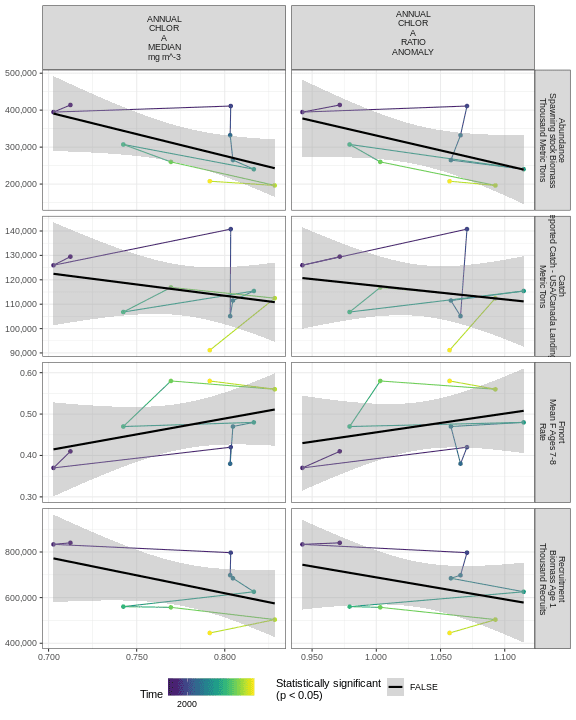 ANNUAL
CHLOR
A
MEDIAN
mg m^-3
ANNUAL
CHLOR
A
RATIO
ANOMALY
500,000
400,000
300,000
200,000
Abundance
Spawning stock Biomass
Thousand Metric Tons
140,000
130,000
120,000
110,000
100,000
90,000
Catch
Catch - USA/Canada
Metric Tons
0.60
0.50
0.40
0.30
Fmort
Mean F Ages 7-8
Rate
800,000
600,000
400,000
Recruitment
Biomass Age 1
Thousand Recruits
0.700
0.750
0.800
0.950
1.000
1.050
1.100
Time
2000
Statistically significant
(p < 0.05)
FALSE